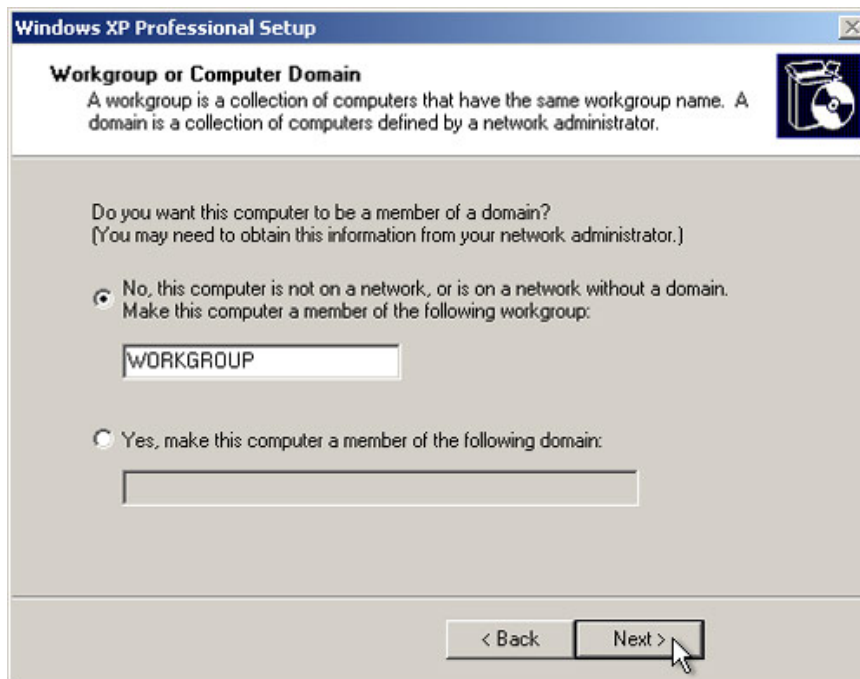 Windows XP Professional Setup
Workgroup or Computer Domain
A workgroup is a collection of computers that have the same workgroup name. A
domain is a collection of computers defined by a network administrator.
Do you want this computer to be a member of a domain?
(You may need to obtain this information from your network administrator.)
No, this computer is not on a network, or is on a network without a domain.
Make this computer a member of the following workgroup:
WORKGROUP
Yes, make this computer a member of the following domain:
< Back
Next >